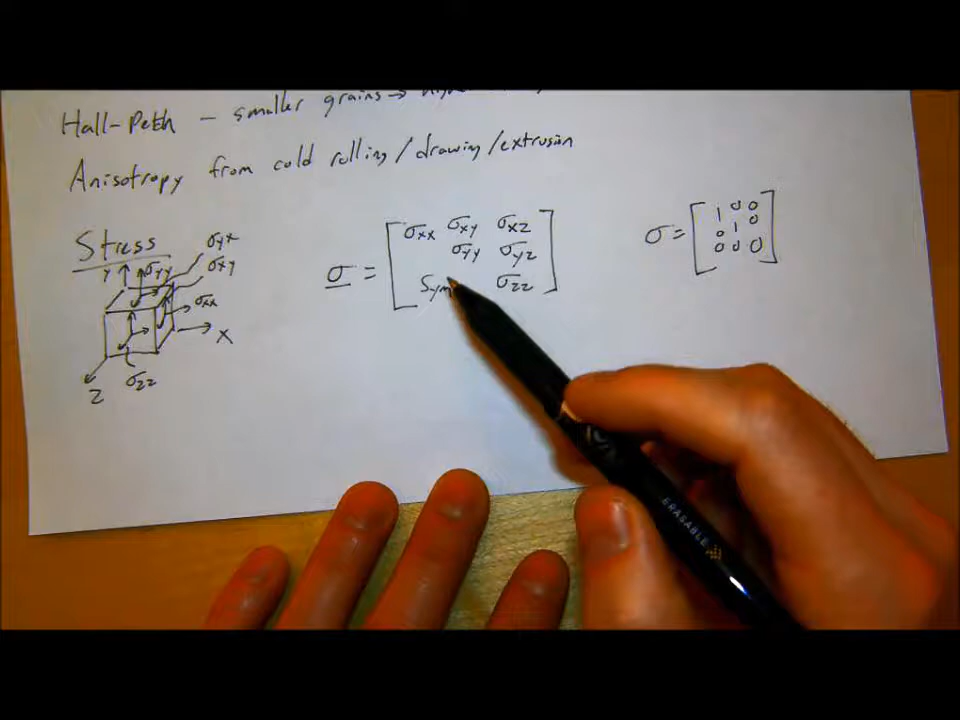 Hall-Petch – smaller grains →
Anisotropy from cold rolling/drawing/extrusion
Stress
σyx
σxy
Y
σyy
σxx
X
σzz
Z
σ = [ σxx σxy σxz
σyy σyz
Sym σzz ]
σ = [ 1 0 0
0 1 0
0 0 0 ]
ERASABLE